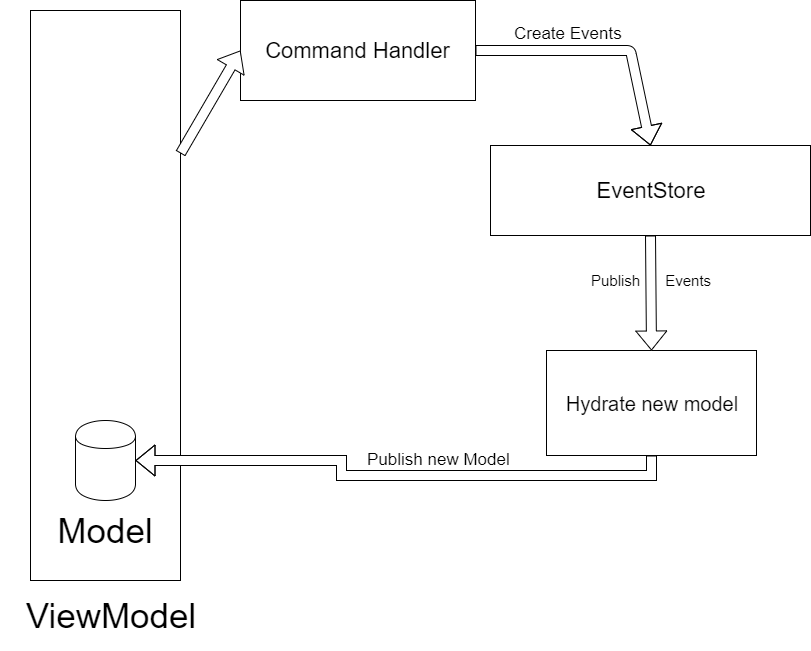 Create Events
Command Handler
EventStore
Publish Events
Hydrate new model
Publish new Model
Model
ViewModel